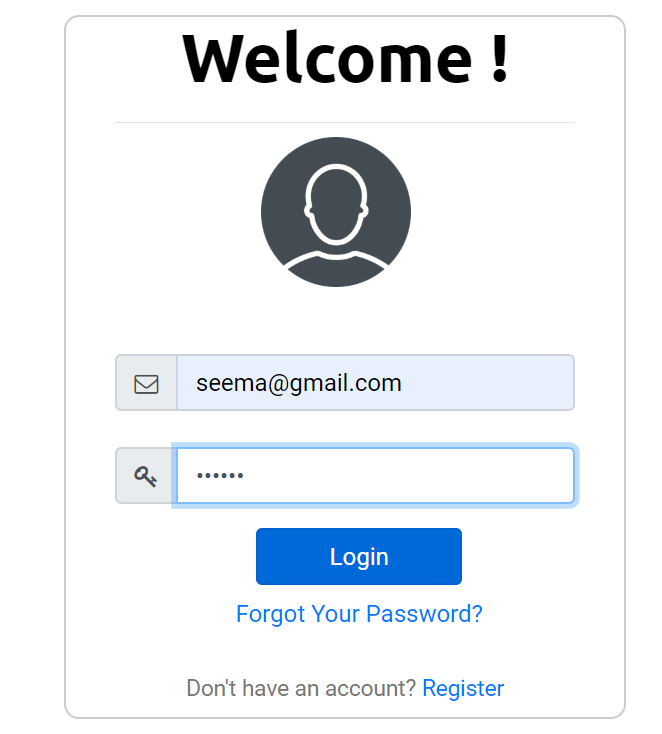 Welcome !
seema@gmail.com
••••••
Login
Forgot Your Password?
Don't have an account? Register